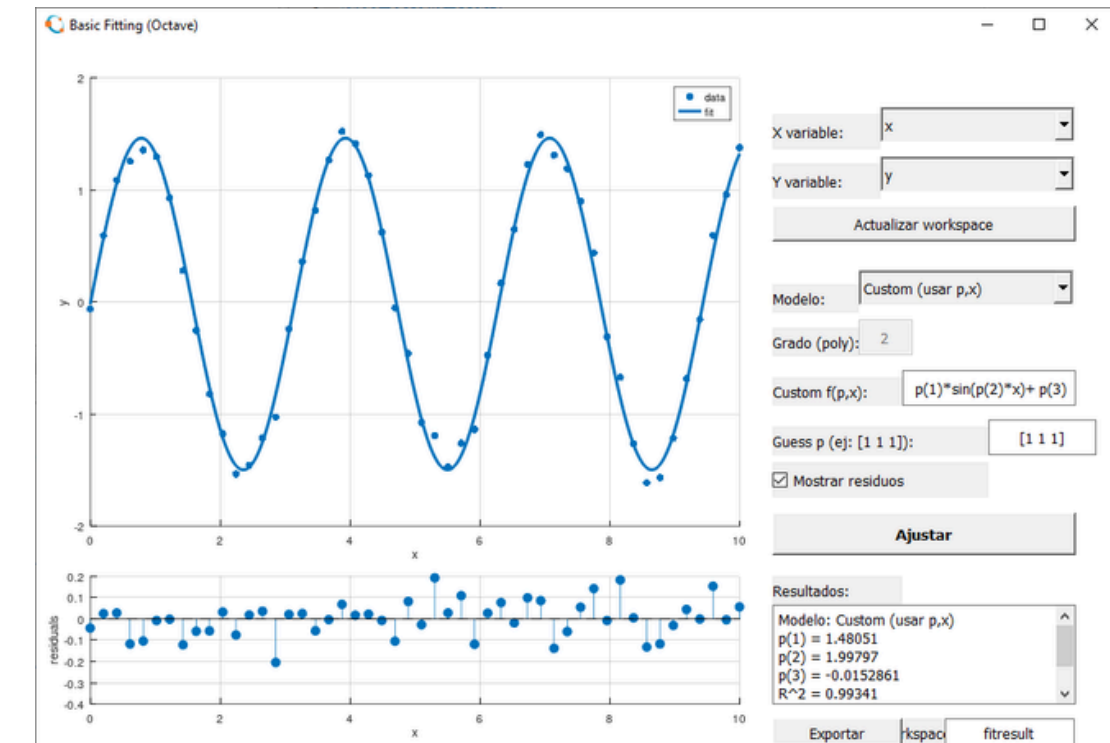 Basic Fitting (Octave)
2
1
0
-1
-2
y
0 2 4 6 8 10
x
data
fit
0.2
0.1
0
-0.1
-0.2
-0.3
-0.4
residuals
0 2 4 6 8 10
x
X variable: x
Y variable: y
Actualizar workspace
Modelo: Custom (usar p,x)
Grado (poly): 2
Custom f(p,x): p(1)*sin(p(2)*x)+ p(3)
Guess p (ej: [1 1 1]): [1 1 1]
Mostrar residuos
Ajustar
Resultados:
Modelo: Custom (usar p,x)
p(1) = 1.48051
p(2) = 1.99797
p(3) = -0.0152861
R^2 = 0.99341
Exportar rkspac fitresult